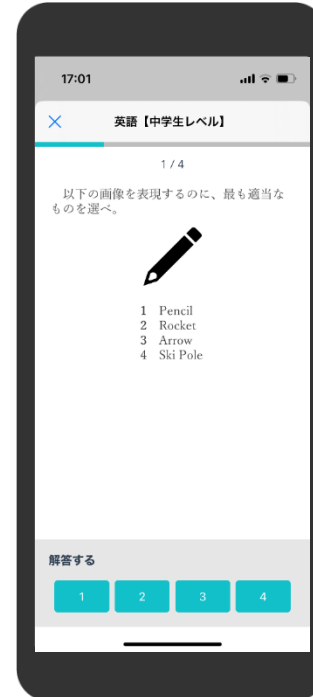 17:01
英語【中学生レベル】
1 / 4
以下の画像を表現するのに、最も適当な
ものを選べ。
1 Pencil
2 Rocket
3 Arrow
4 Ski Pole
解答する
1 2 3 4